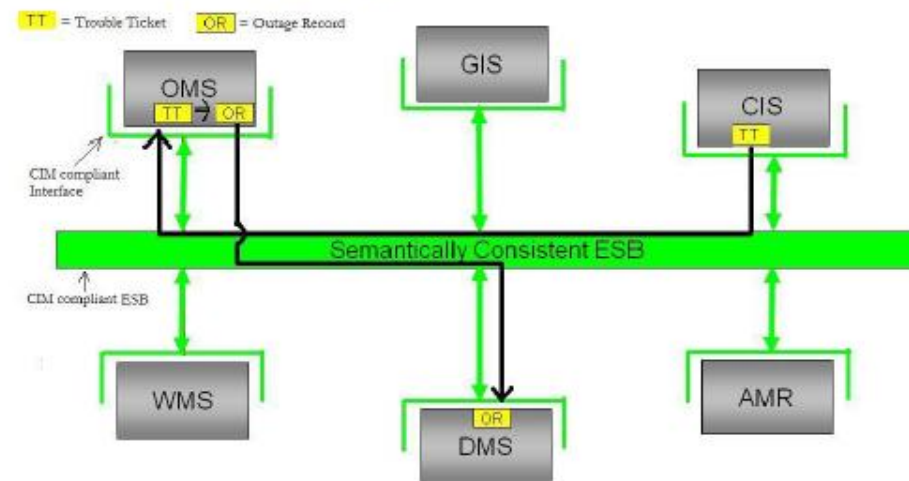 TT = Trouble Ticket OR = Outage Record
OMS
TT OR
GIS
CIS
TT
CIM compliant
Interface
Semantically Consistent ESB
CIM compliant ESB
WMS
OR
DMS
AMR